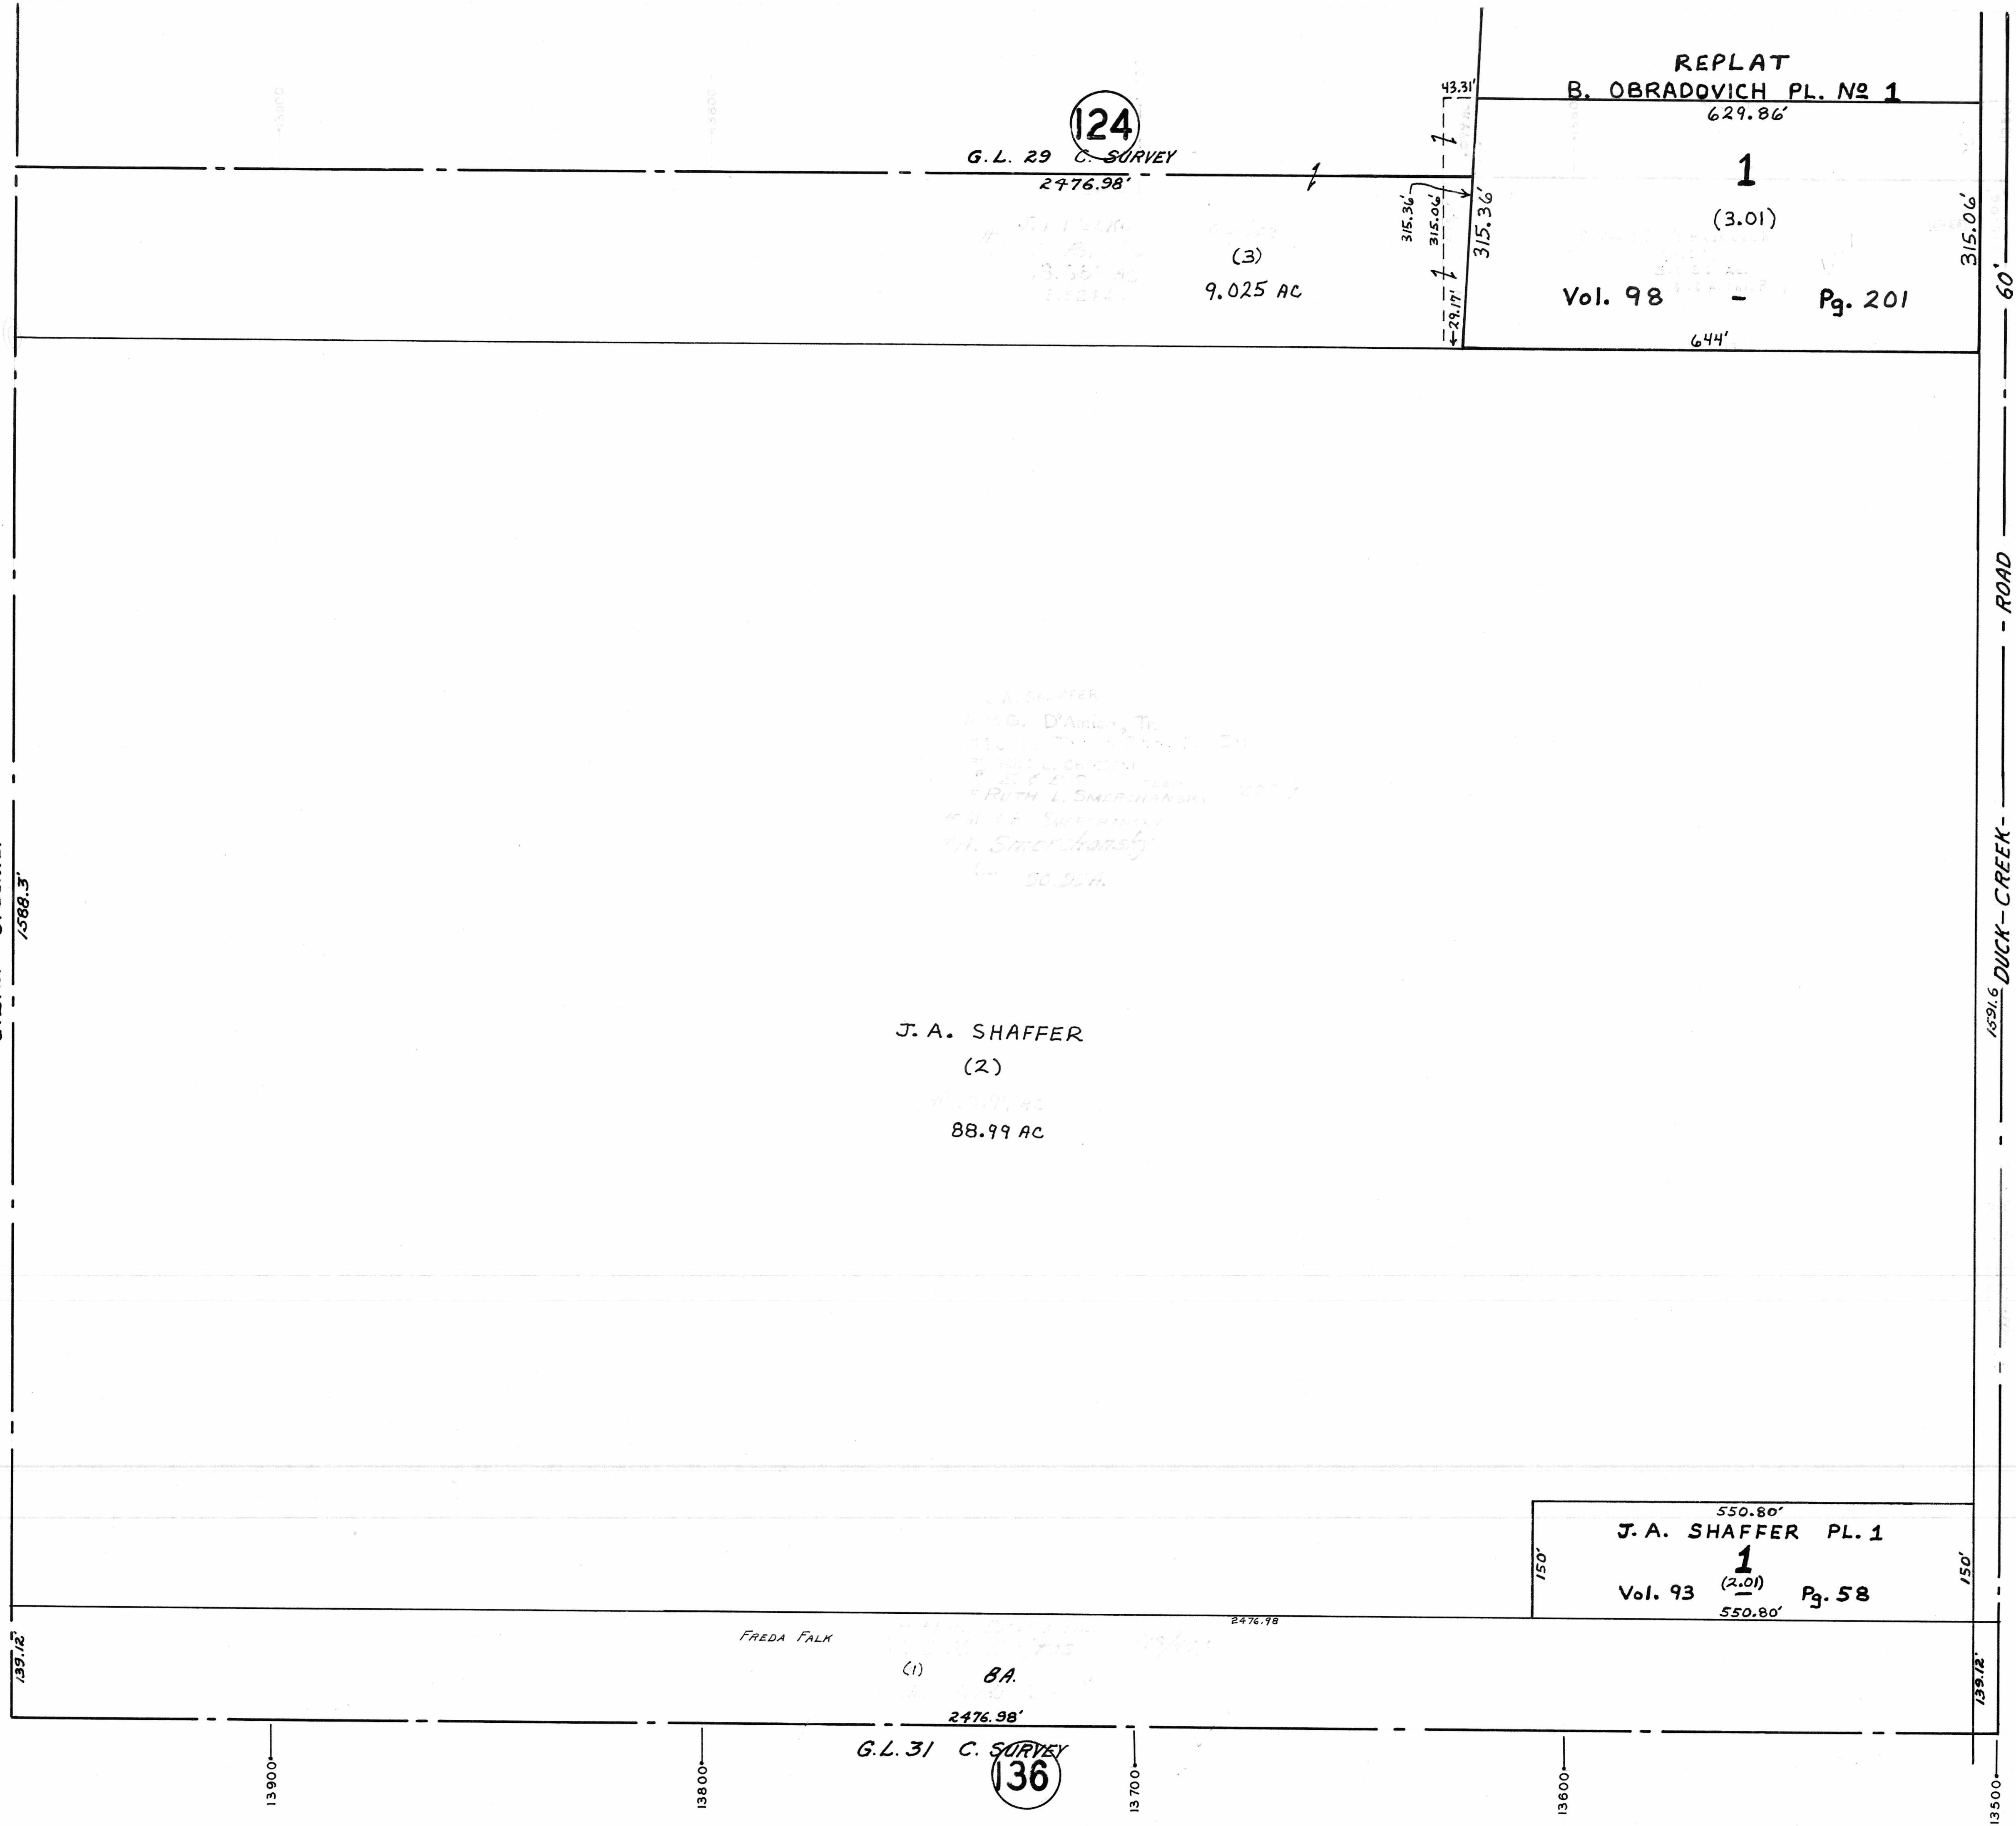 REPLAT
B. OBRADOVICH PL. Nº 1
43.31'
629.86'
124
G.L. 29 C. SURVEY
2476.98'
1
(3.01)
315.36'
315.06'
315.36'
315.06'
60'
(3)
9.025 AC
29.17'
Vol. 98 - Pg. 201
644'
ROAD
DUCK-CREEK-
1588.3'
1591.6
RUTH L. SMERCHANSKY
Smerchansky
J. A. SHAFFER
(2)
88.99 AC
550.80'
J. A. SHAFFER PL. 1
1
150'
150'
(2.01)
Vol. 93 - Pg. 58
550.80'
2476.98
FREDA FALK
139.12'
(1) 8A.
139.12'
2476.98'
G.L. 31 C. SURVEY
136
13900
13800
13700
13600
13500